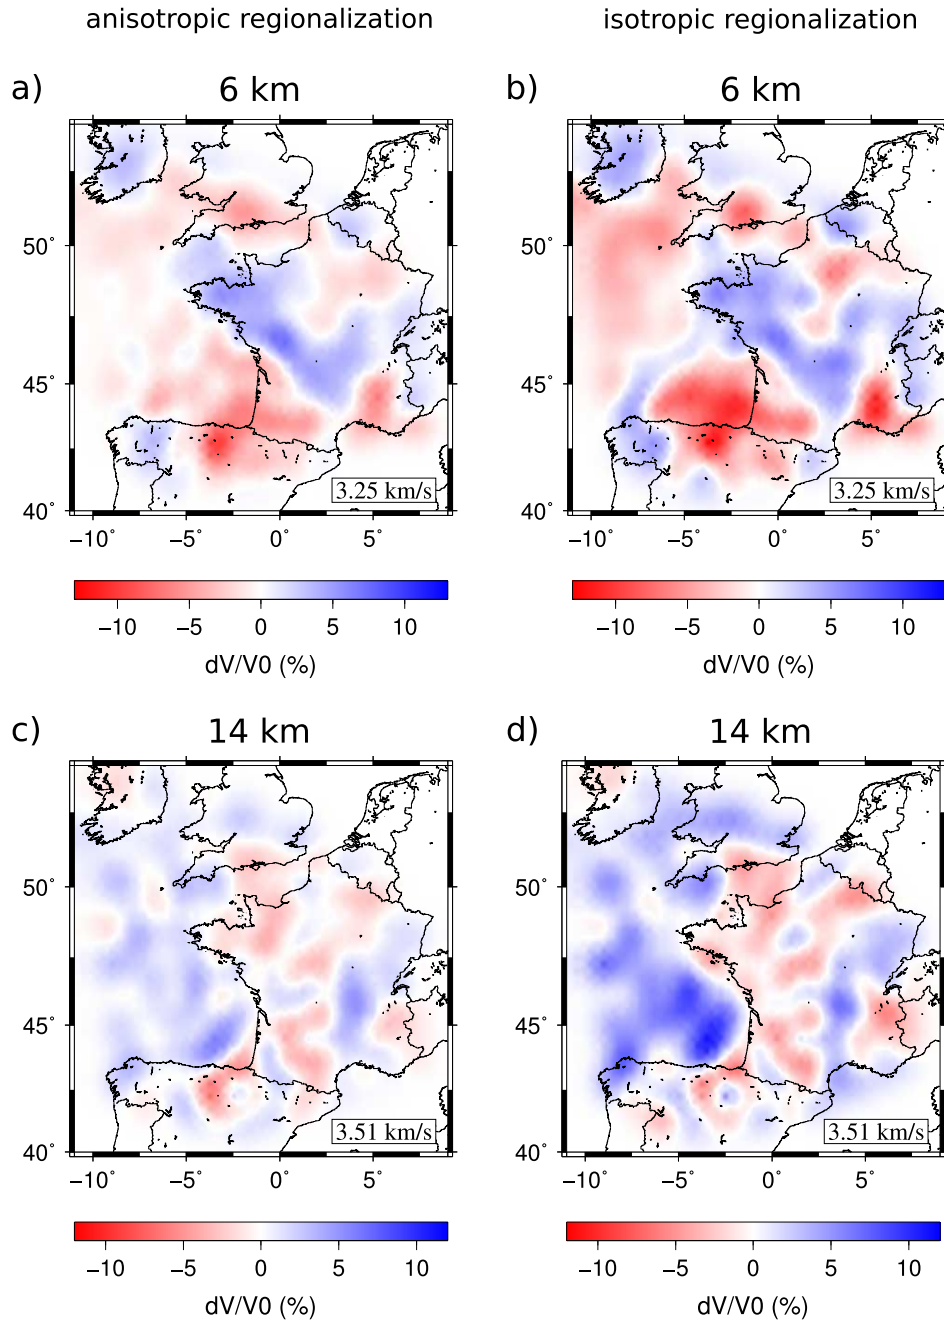 anisotropic regionalization isotropic regionalization
a) 6 km b) 6 km
50°
50°
45°
45°
3.25 km/s 3.25 km/s
40° 40°
−10° −5° 0° 5° −10° −5° 0° 5°
−10 −5 0 5 10 −10 −5 0 5 10
dV/V0 (%) dV/V0 (%)
c) 14 km d) 14 km
50° 50°
45° 45°
3.51 km/s 3.51 km/s
40° 40°
−10° −5° 0° 5° −10° −5° 0° 5°
−10 −5 0 5 10 −10 −5 0 5 10
dV/V0 (%) dV/V0 (%)